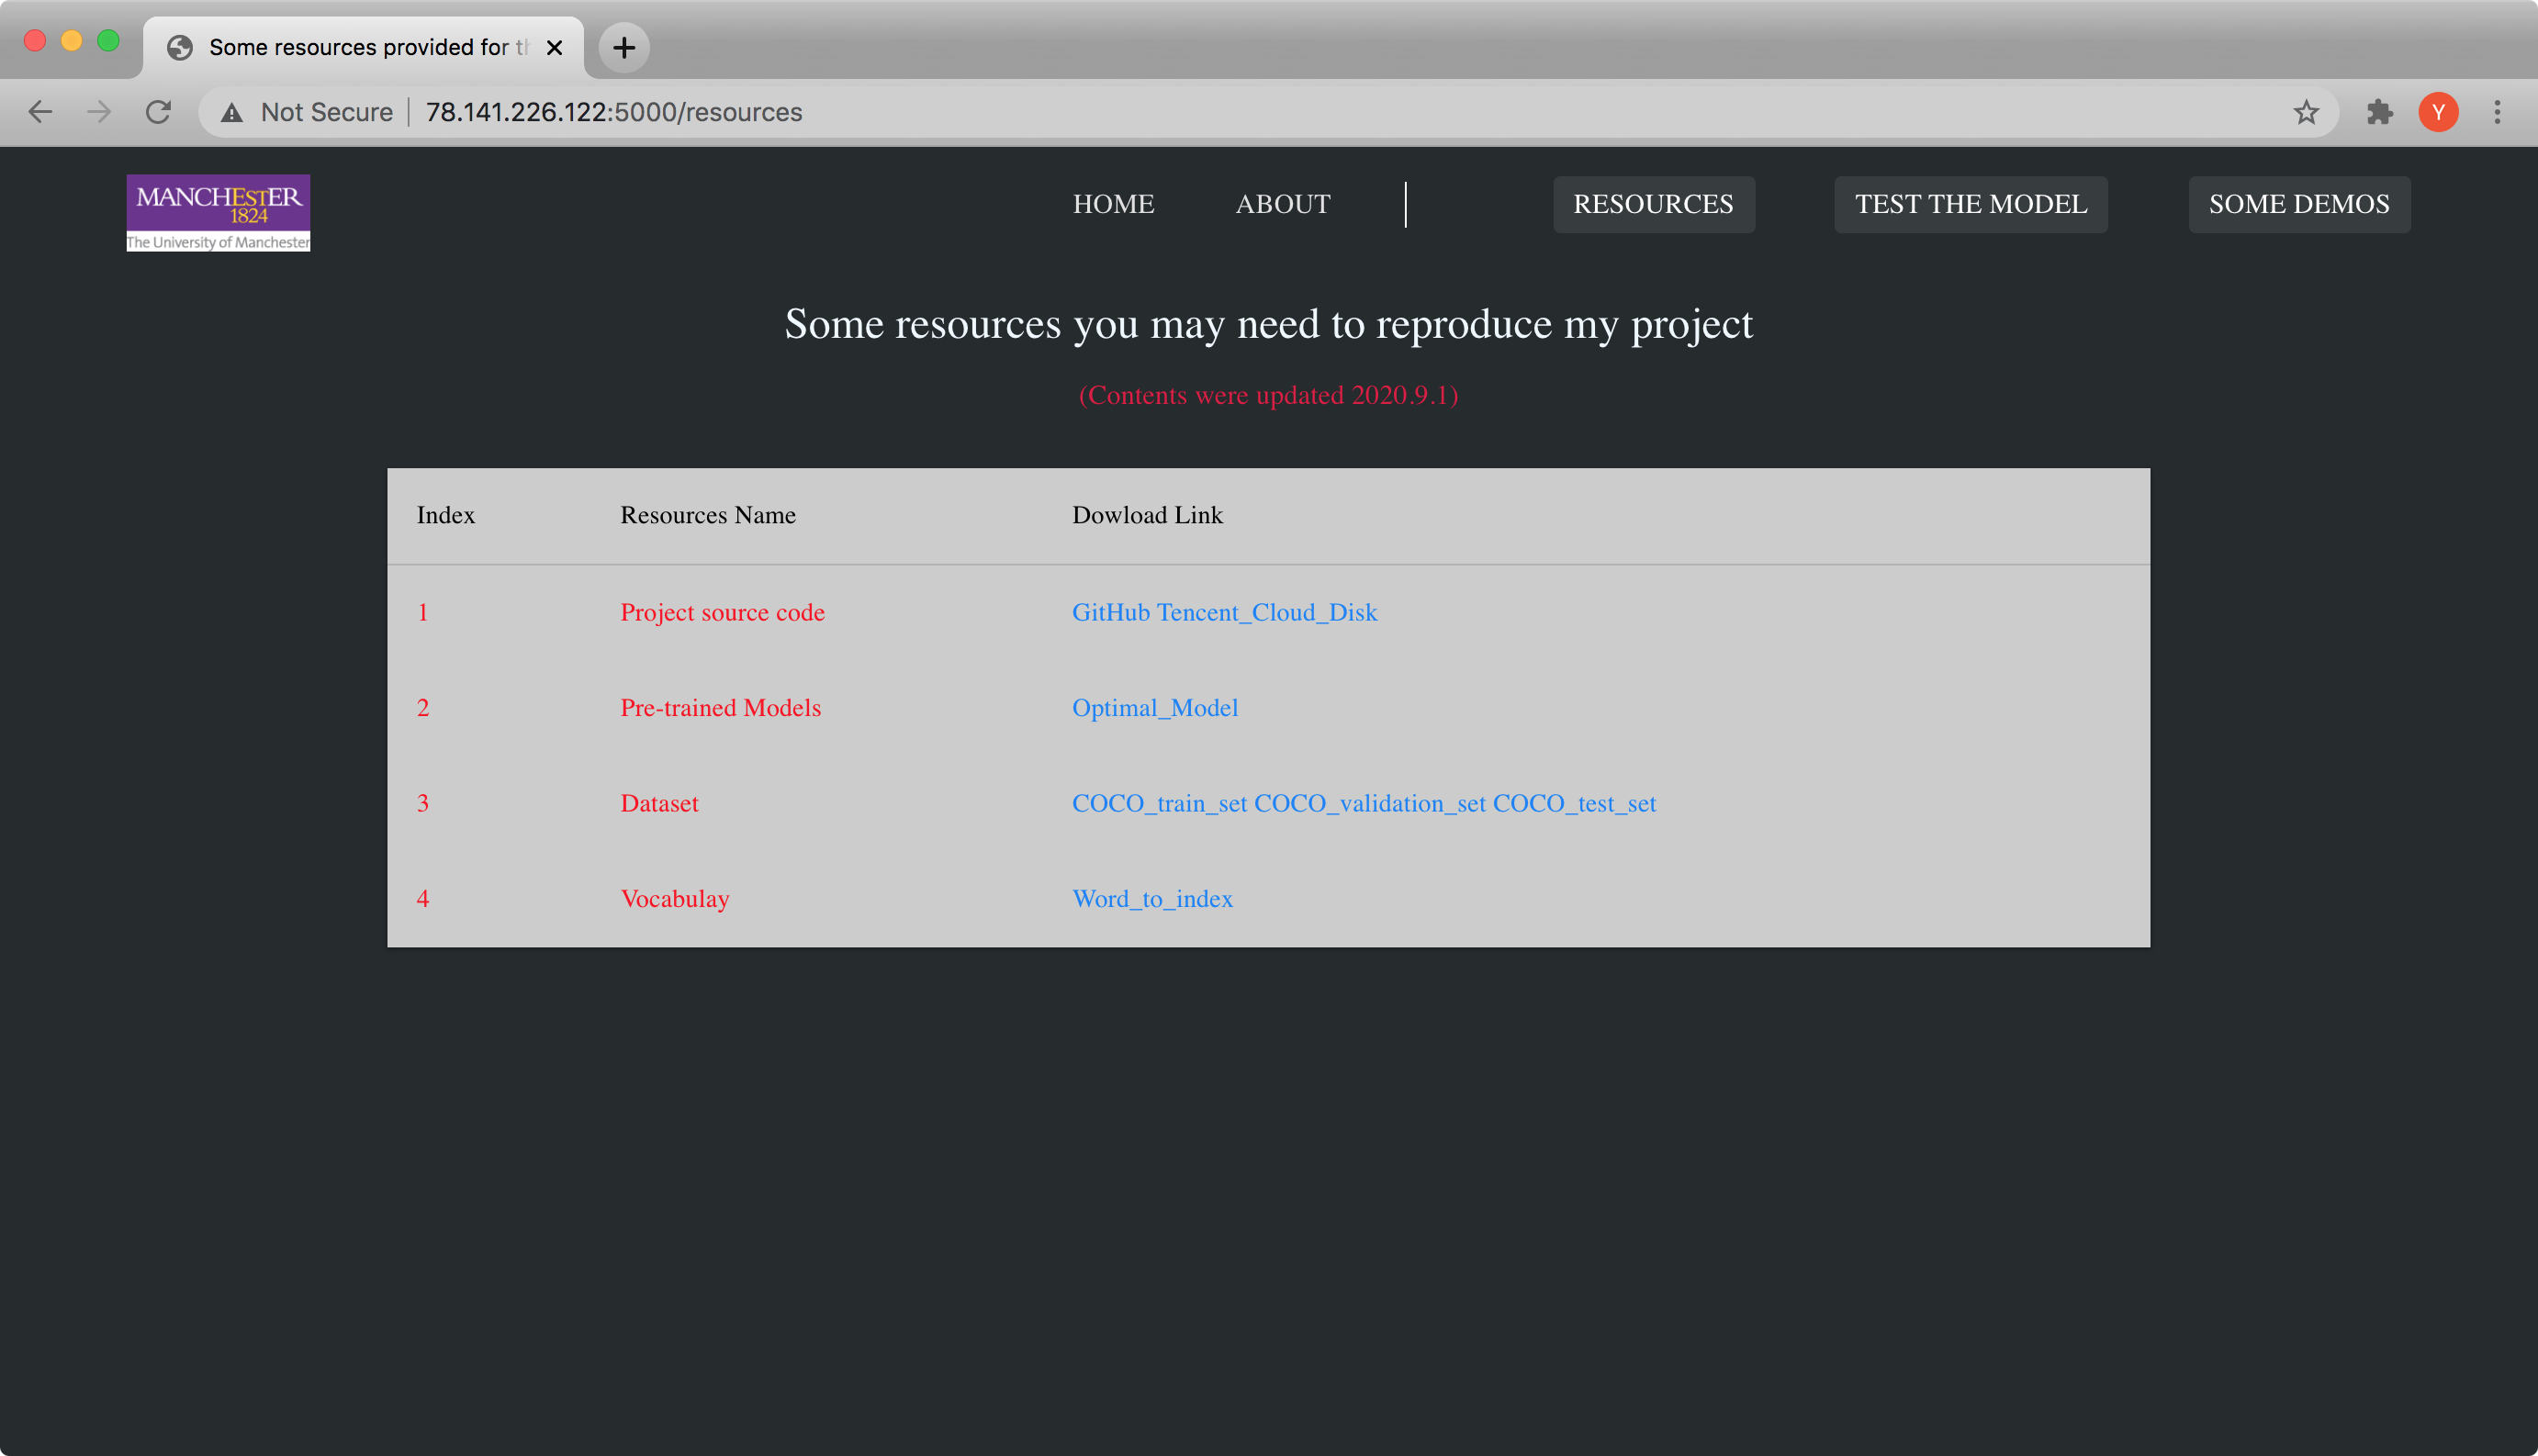 Some resources provided for th
Not Secure | 78.141.226.122:5000/resources
Y
MANCHESTER
1824
The University of Manchester
HOME ABOUT RESOURCES TEST THE MODEL SOME DEMOS
Some resources you may need to reproduce my project
(Contents were updated 2020.9.1)
Index Resources Name Dowload Link
1 Project source code GitHub Tencent_Cloud_Disk
2 Pre-trained Models Optimal_Model
3 Dataset COCO_train_set COCO_validation_set COCO_test_set
4 Vocabulay Word_to_index